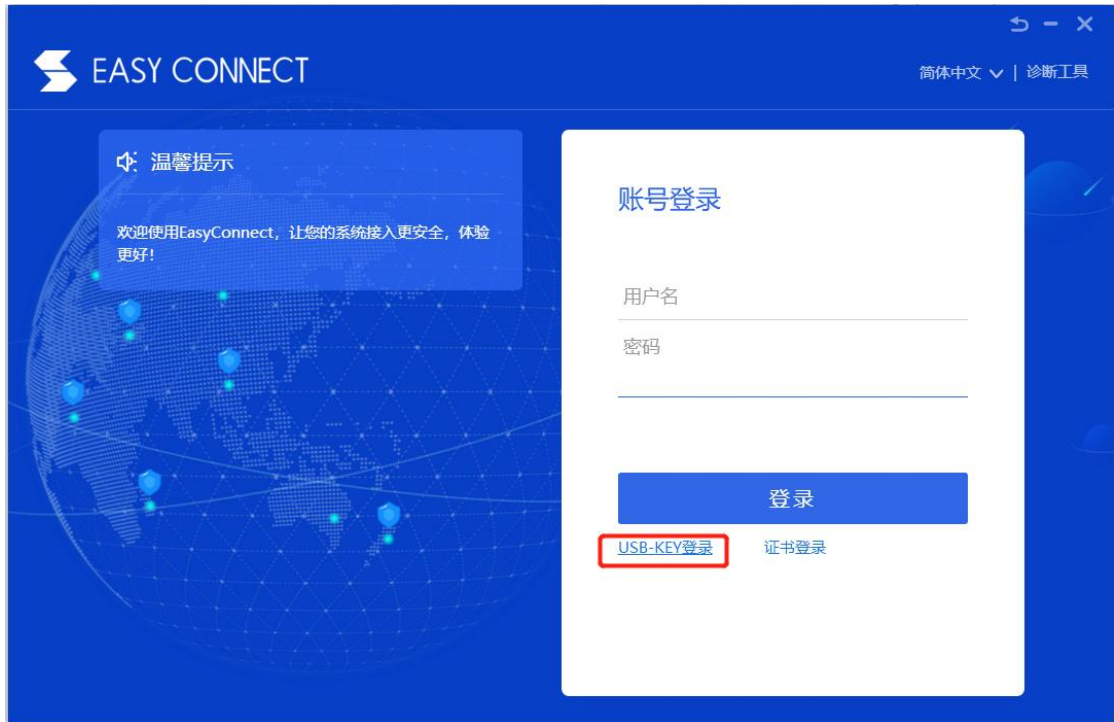 EASY CONNECT
简体中文 | 诊断工具
温馨提示
欢迎使用EasyConnect，让您的系统接入更安全，体验
更好！
账号登录
用户名
密码
登录
USB-KEY登录 证书登录